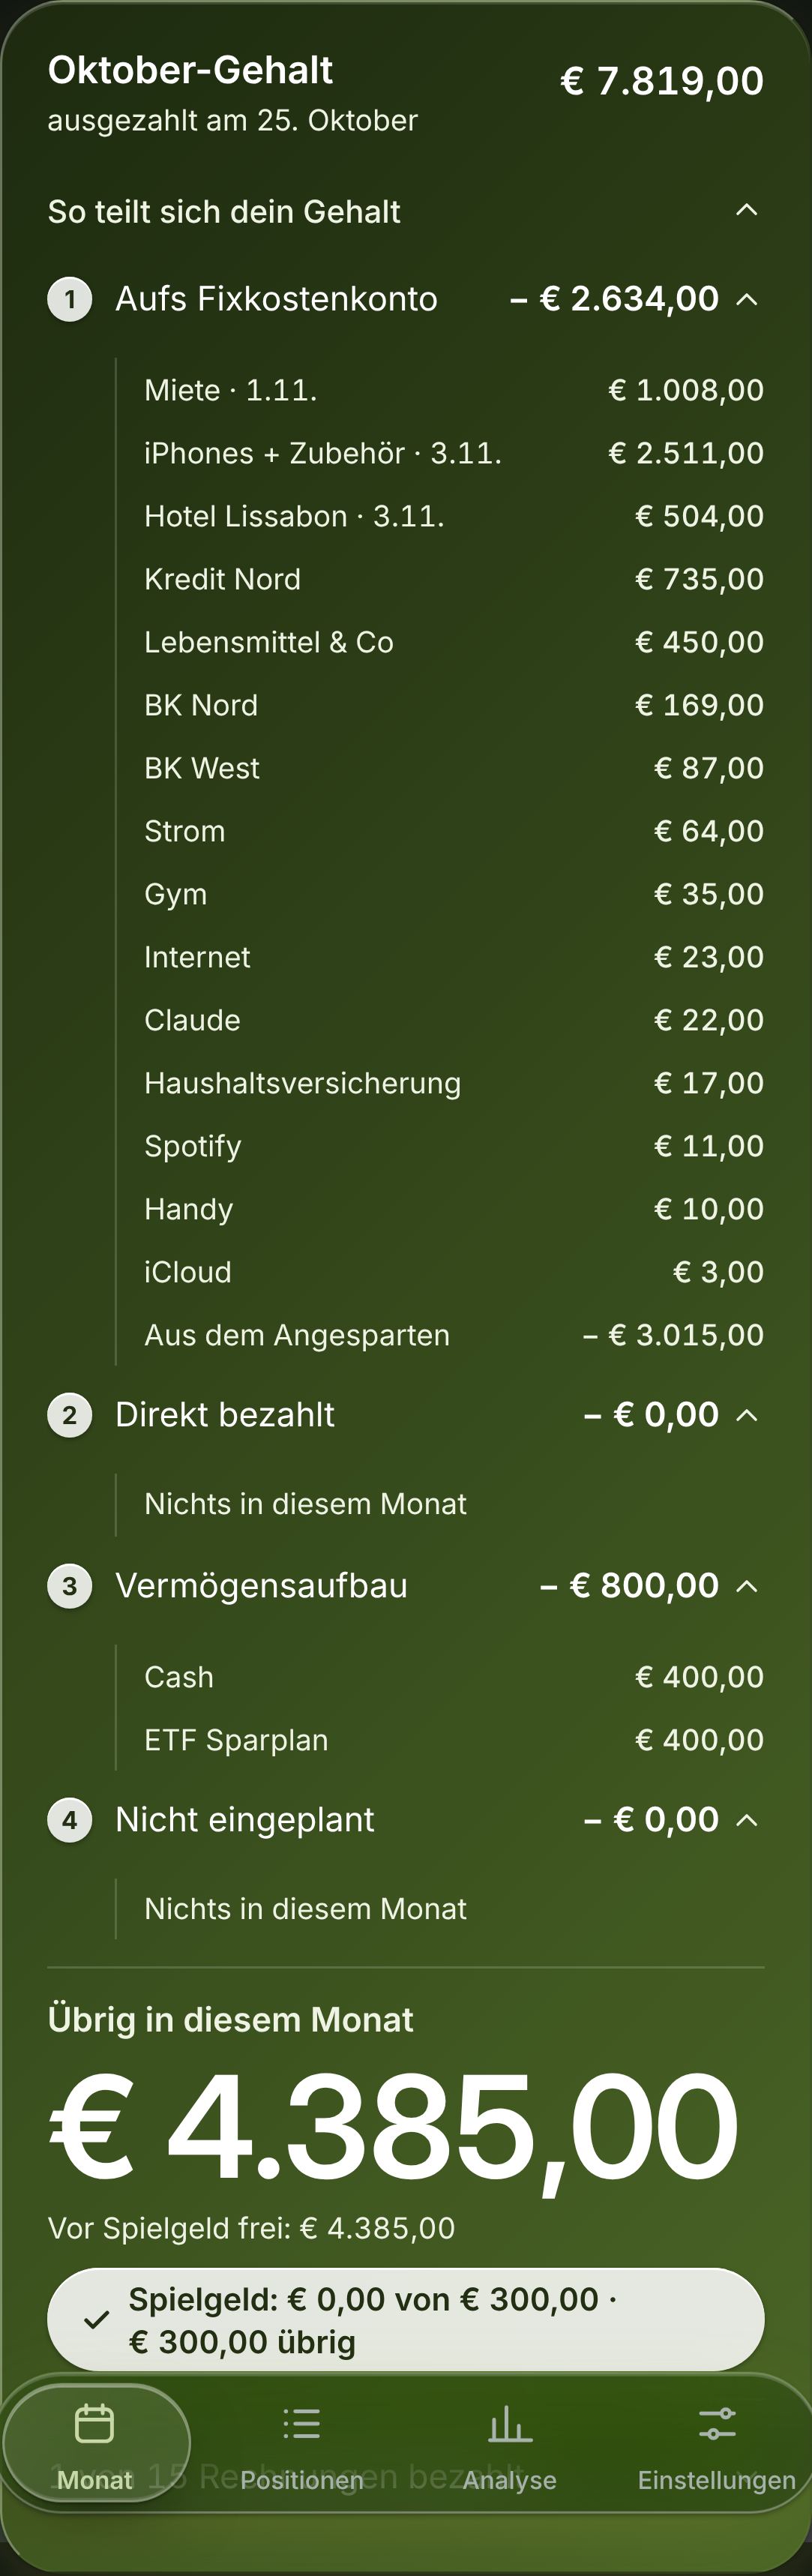 Oktober-Gehalt
€ 7.819,00
ausgezahlt am 25. Oktober
So teilt sich dein Gehalt
1 Aufs Fixkostenkonto – € 2.634,00
Miete · 1.11. € 1.008,00
iPhones + Zubehör · 3.11. € 2.511,00
Hotel Lissabon · 3.11. € 504,00
Kredit Nord € 735,00
Lebensmittel & Co € 450,00
BK Nord € 169,00
BK West € 87,00
Strom € 64,00
Gym € 35,00
Internet € 23,00
Claude € 22,00
Haushaltsversicherung € 17,00
Spotify € 11,00
Handy € 10,00
iCloud € 3,00
Aus dem Angesparten – € 3.015,00
2 Direkt bezahlt – € 0,00
Nichts in diesem Monat
3 Vermögensaufbau – € 800,00
Cash € 400,00
ETF Sparplan € 400,00
4 Nicht eingeplant – € 0,00
Nichts in diesem Monat
Übrig in diesem Monat
€ 4.385,00
Vor Spielgeld frei: € 4.385,00
Spielgeld: € 0,00 von € 300,00 ·
€ 300,00 übrig
1 von 15 Rechnungen bezahlt
Monat Positionen Analyse Einstellungen